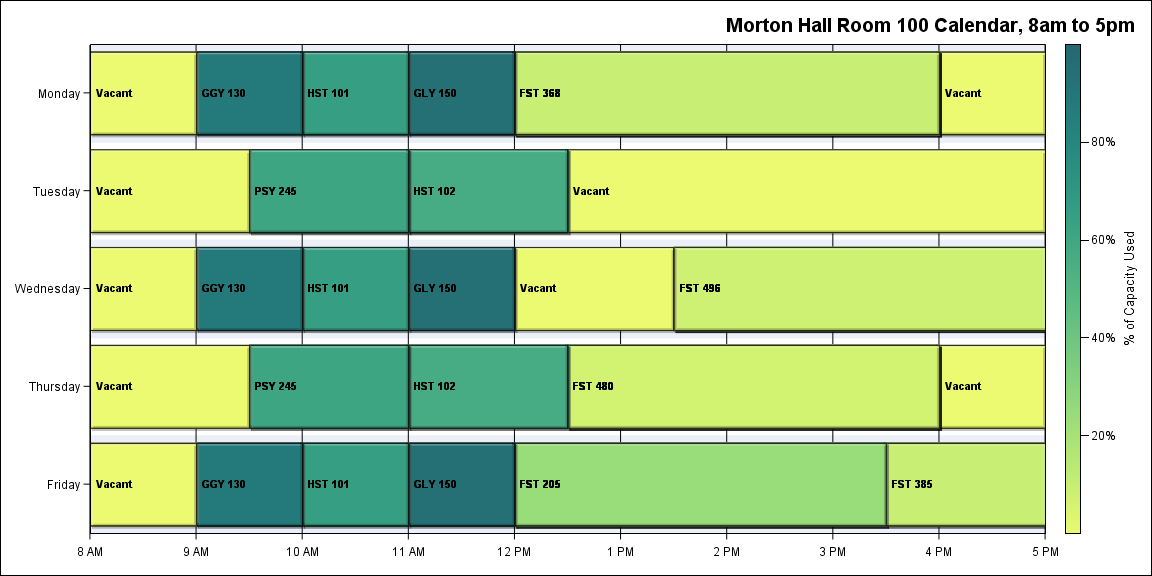 Morton Hall Room 100 Calendar, 8am to 5pm
Monday
Vacant
GGY 130
HST 101
GLY 150
FST 368
Vacant
Tuesday
Vacant
PSY 245
HST 102
Vacant
Wednesday
Vacant
GGY 130
HST 101
GLY 150
Vacant
FST 496
Thursday
Vacant
PSY 245
HST 102
FST 480
Vacant
Friday
Vacant
GGY 130
HST 101
GLY 150
FST 205
FST 385
8 AM
9 AM
10 AM
11 AM
12 PM
1 PM
2 PM
3 PM
4 PM
5 PM
80%
60%
40%
20%
% of Capacity Used